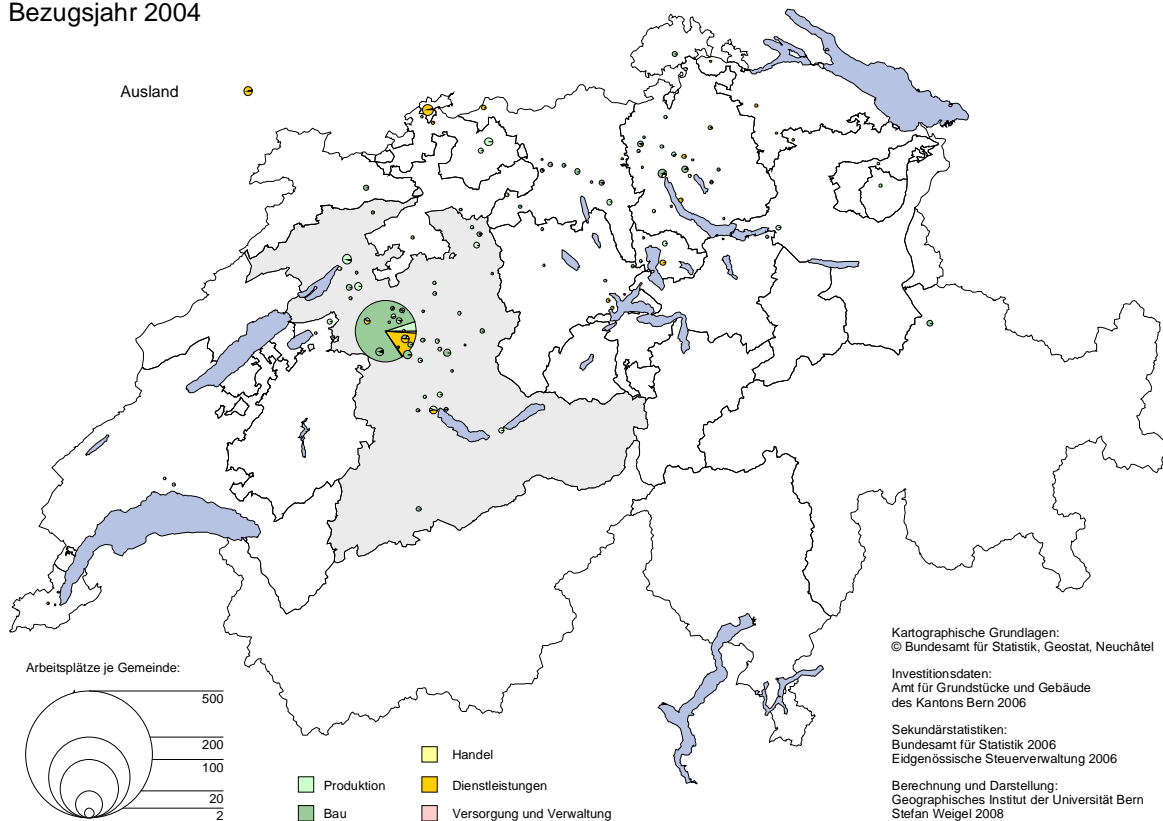 Bezugsjahr 2004
Ausland
Arbeitsplätze je Gemeinde:
500
200
100
20
2
Produktion
Bau
Handel
Dienstleistungen
Versorgung und Verwaltung
Kartographische Grundlagen:
© Bundesamt für Statistik, Geostat, Neuchâtel
Investitionsdaten:
Amt für Grundstücke und Gebäude
des Kantons Bern 2006
Sekundärstatistiken:
Bundesamt für Statistik 2006
Eidgenössische Steuerverwaltung 2006
Berechnung und Darstellung:
Geographisches Institut der Universität Bern
Stefan Weigel 2008